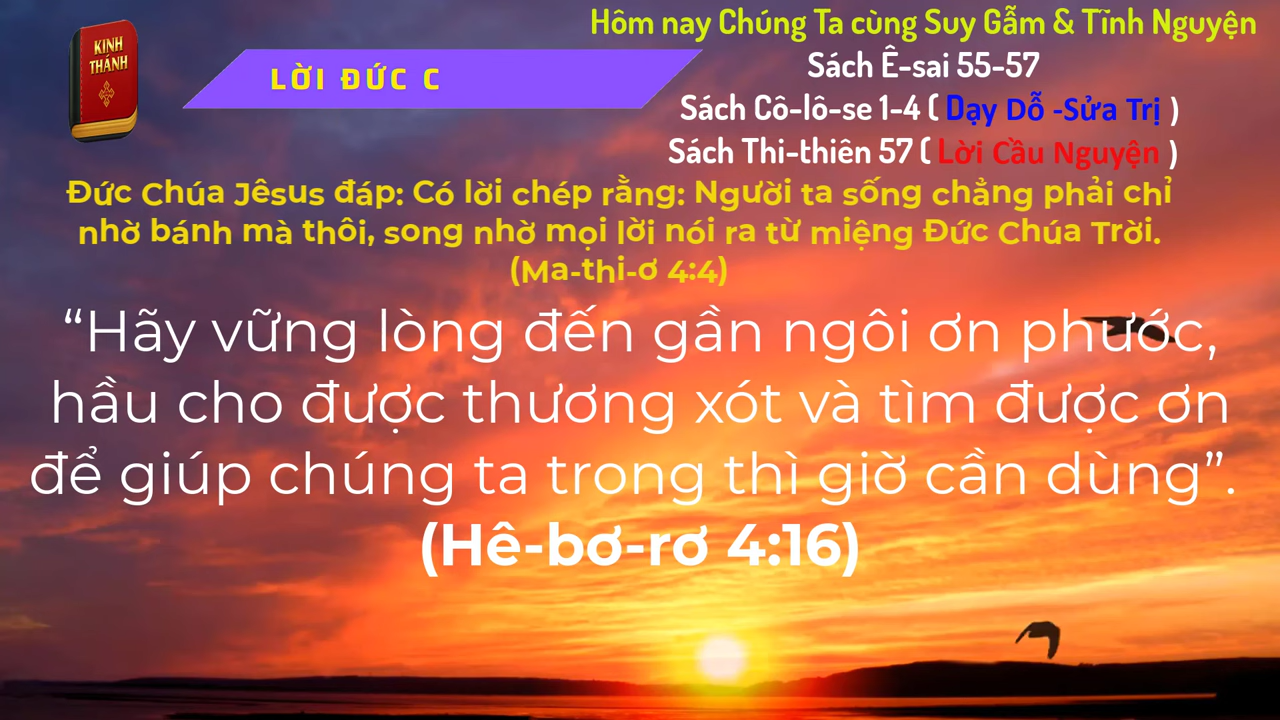 KINH
THÁNH
LỜI ĐỨC C
Hôm nay Chúng Ta cùng Suy Gẫm & Tĩnh Nguyện
Sách Ê-sai 55-57
Sách Cô-lô-se 1-4 ( Dạy Dỗ -Sửa Trị )
Sách Thi-thiên 57 ( Lời Cầu Nguyện )
Đức Chúa Jêsus đáp: Có lời chép rằng: Người ta sống chẳng phải chỉ
nhờ bánh mà thôi, song nhờ mọi lời nói ra từ miệng Đức Chúa Trời.
(Ma-thi-ơ 4:4)
“Hãy vững lòng đến gần ngôi ơn phước,
hầu cho được thương xót và tìm được ơn
để giúp chúng ta trong thì giờ cần dùng”.
(Hê-bơ-rơ 4:16)